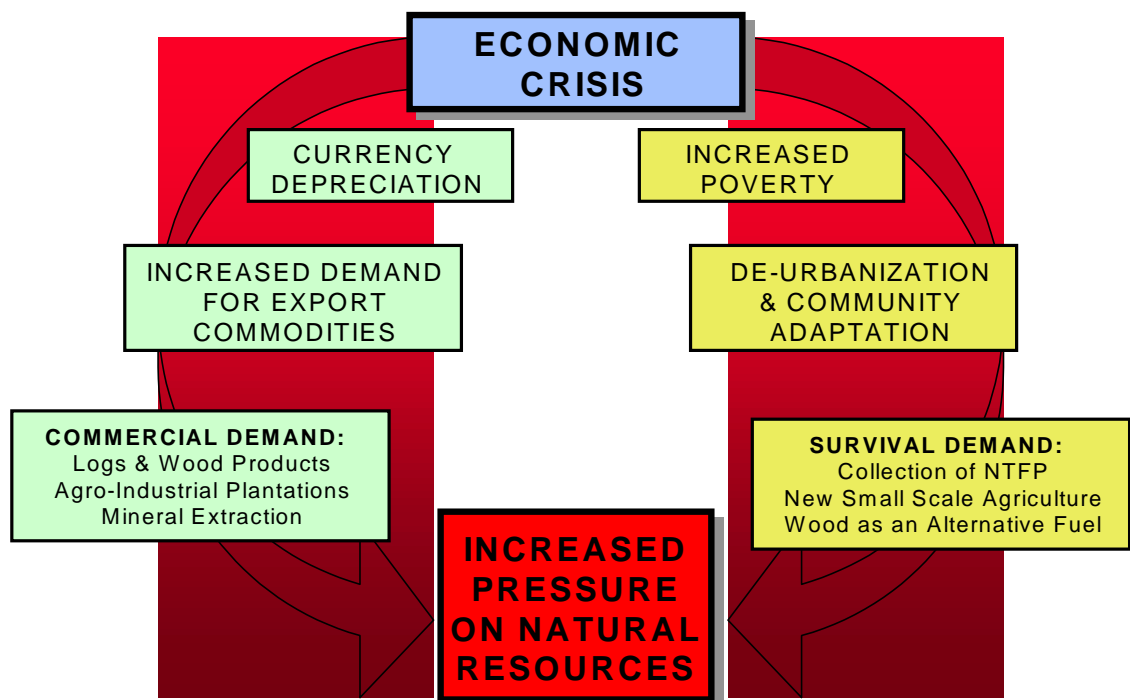 ECONOMIC
CRISIS
CURRENCY
DEPRECIATION
INCREASED
POVERTY
INCREASED DEMAND
FOR EXPORT
COMMODITIES
DE-URBANIZATION
& COMMUNITY
ADAPTATION
COMMERCIAL DEMAND:
Logs & Wood Products
Agro-Industrial Plantations
Mineral Extraction
SURVIVAL DEMAND:
Collection of NTFP
New Small Scale Agriculture
Wood as an Alternative Fuel
INCREASED
PRESSURE
ON NATURAL
RESOURCES